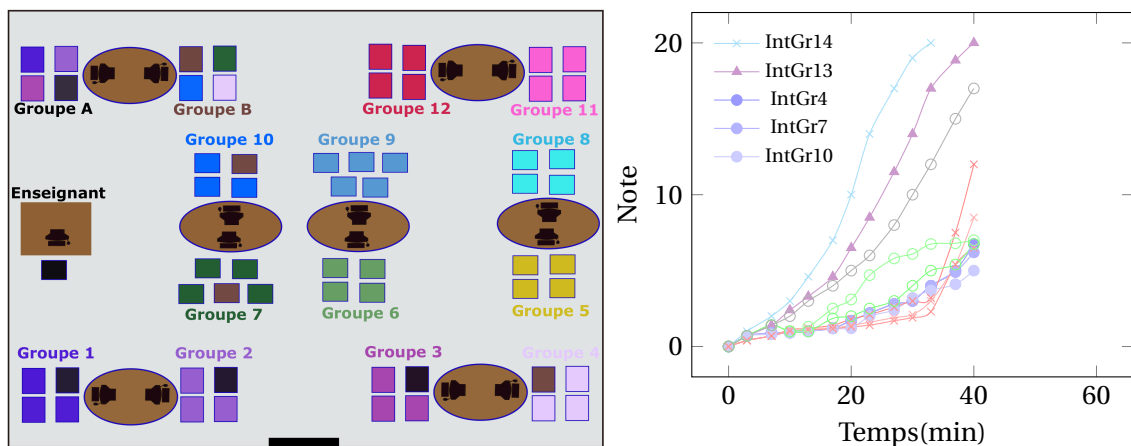 Groupe A
Groupe B
Groupe 12
Groupe 11
Groupe 10
Groupe 9
Groupe 8
Enseignant
Groupe 7
Groupe 6
Groupe 5
Groupe 1
Groupe 2
Groupe 3
Groupe 4
IntGr14
IntGr13
IntGr4
IntGr7
IntGr10
Note
20
10
0
0
20
40
60
Temps(min)